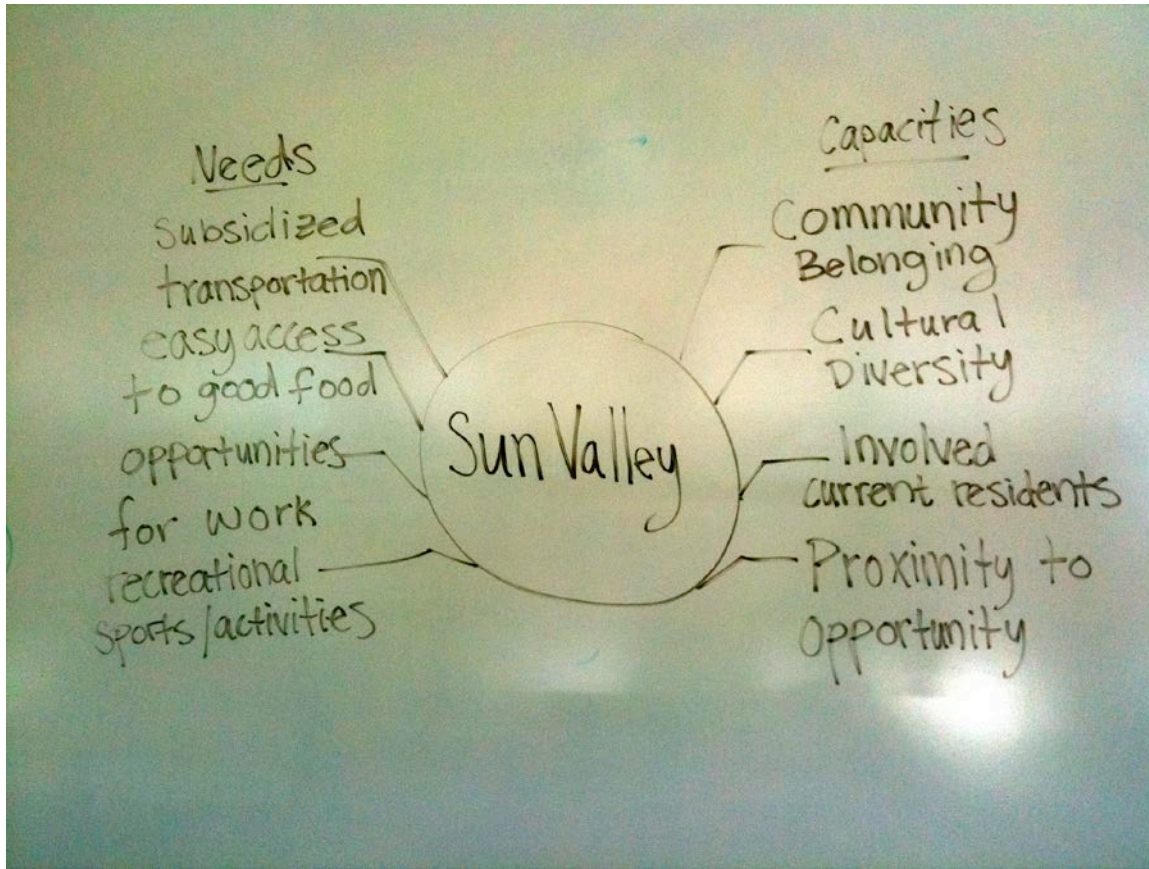 Needs
Subsidized
transportation
easy access
to good food
opportunities
for work
recreational
sports/activities
Sun Valley
Capacities
Community
Belonging
Cultural
Diversity
Involved
current residents
Proximity to
Opportunity